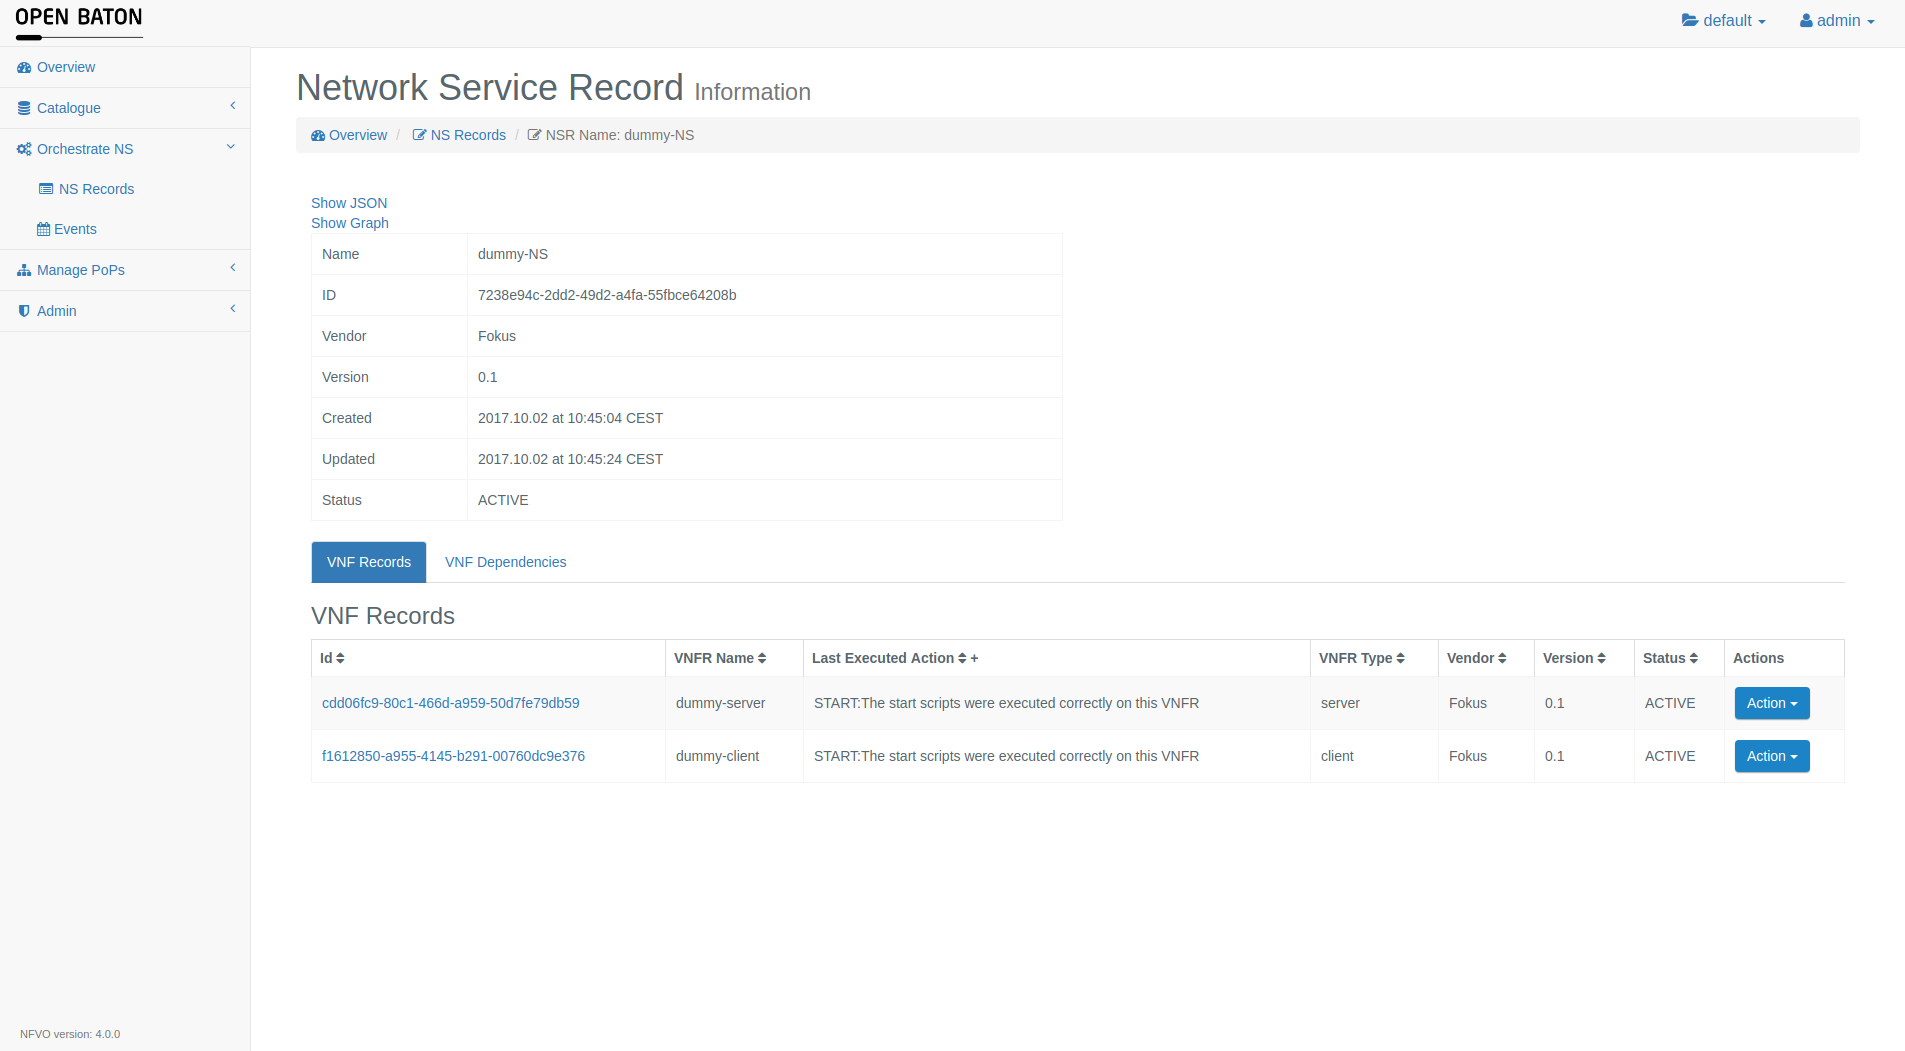 OPEN BATON
default
admin
Overview
Catalogue
Orchestrate NS
NS Records
Events
Manage PoPs
Admin
Network Service Record Information
Overview / NS Records / NSR Name: dummy-NS
Show JSON
Show Graph
Name dummy-NS
ID 7238e94c-2dd2-49d2-a4fa-55fbce64208b
Vendor Fokus
Version 0.1
Created 2017.10.02 at 10:45:04 CEST
Updated 2017.10.02 at 10:45:24 CEST
Status ACTIVE
VNF Records VNF Dependencies
VNF Records
Id VNFR Name Last Executed Action + VNFR Type Vendor Version Status Actions
cdd06fc9-80c1-466d-a959-50d7fe79db59 dummy-server START:The start scripts were executed correctly on this VNFR server Fokus 0.1 ACTIVE Action
f1612850-a955-4145-b291-00760dc9e376 dummy-client START:The start scripts were executed correctly on this VNFR client Fokus 0.1 ACTIVE Action
NFVO version: 4.0.0